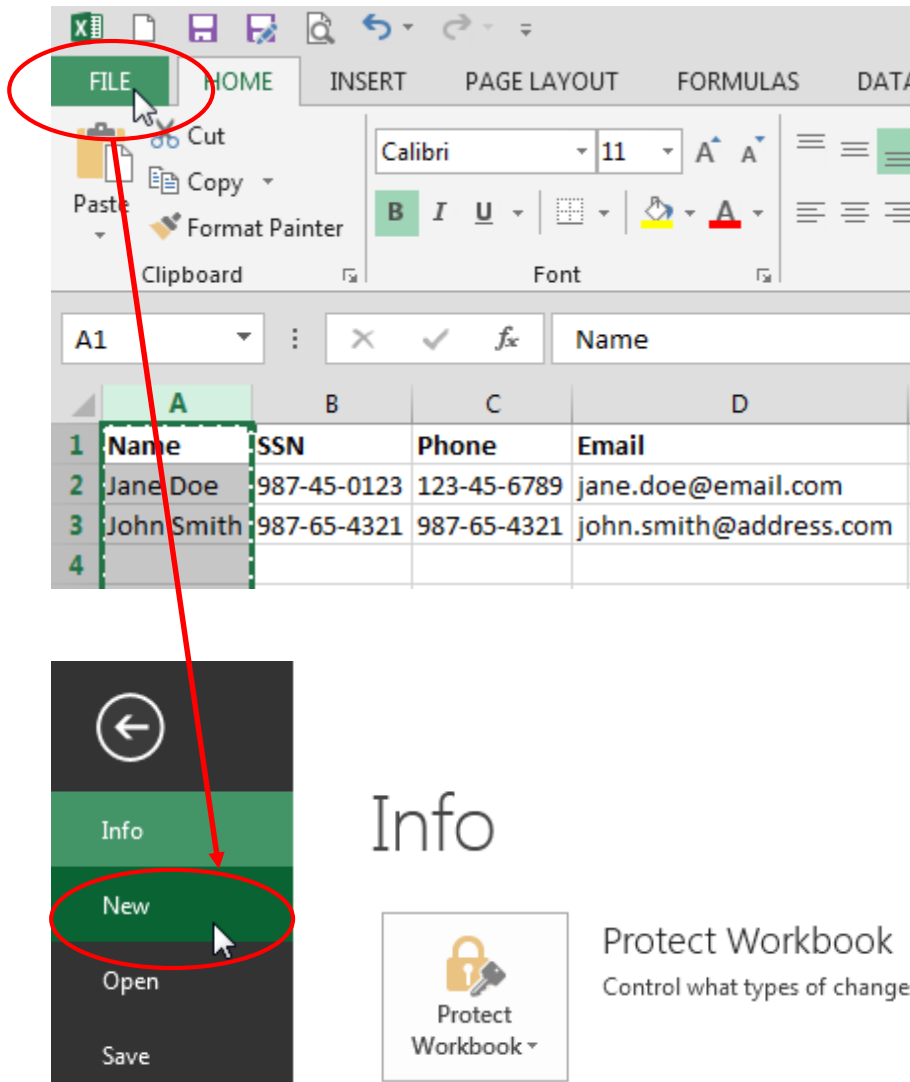 FILE HOME INSERT PAGE LAYOUT FORMULAS DATA
Cut
Calibri 11 A A
Copy
Paste
B I U A
Format Painter
Clipboard Font
A1 fx Name
A B C D
1 Name SSN Phone Email
2 Jane Doe 987-45-0123 123-45-6789 jane.doe@email.com
3 John Smith 987-65-4321 987-65-4321 john.smith@address.com
4
Info
Info
New
Protect Workbook
Open
Control what types of change
Protect
Workbook
Save